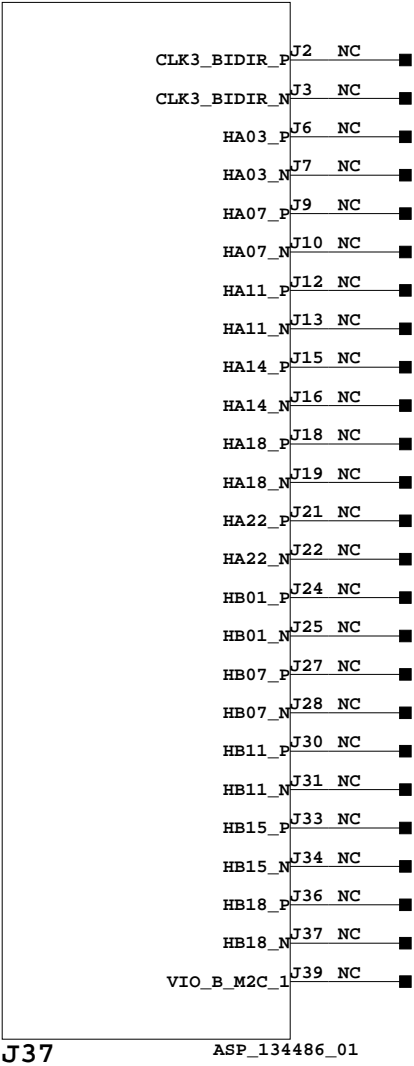 CLK3_BIDIR_P J2 NC
CLK3_BIDIR_N J3 NC
HA03_P J6 NC
HA03_N J7 NC
HA07_P J9 NC
HA07_N J10 NC
HA11_P J12 NC
HA11_N J13 NC
HA14_P J15 NC
HA14_N J16 NC
HA18_P J18 NC
HA18_N J19 NC
HA22_P J21 NC
HA22_N J22 NC
HB01_P J24 NC
HB01_N J25 NC
HB07_P J27 NC
HB07_N J28 NC
HB11_P J30 NC
HB11_N J31 NC
HB15_P J33 NC
HB15_N J34 NC
HB18_P J36 NC
HB18_N J37 NC
VIO_B_M2C_1 J39 NC
J37 ASP_134486_01